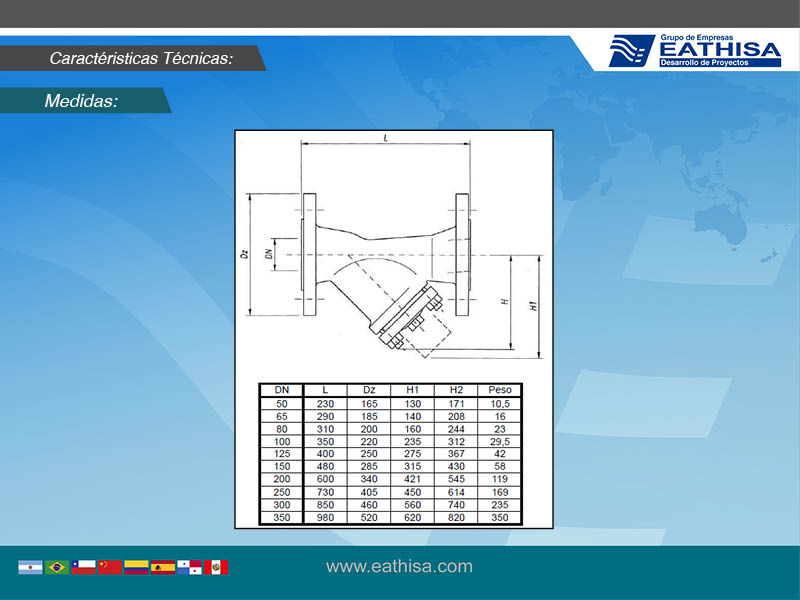 Caractéristicas Técnicas:
Grupo de Empresas
EATHISA
Desarrollo de Proyectos
Medidas:
L
Dz
DN
H
H1
DN L Dz H1 H2 Peso
50 230 165 130 171 10,5
65 290 185 140 208 16
80 310 200 160 244 23
100 350 220 235 312 29,5
125 400 250 275 367 42
150 480 285 315 430 58
200 600 340 421 545 119
250 730 405 450 614 169
300 850 460 560 740 235
350 980 520 620 820 350
www.eathisa.com